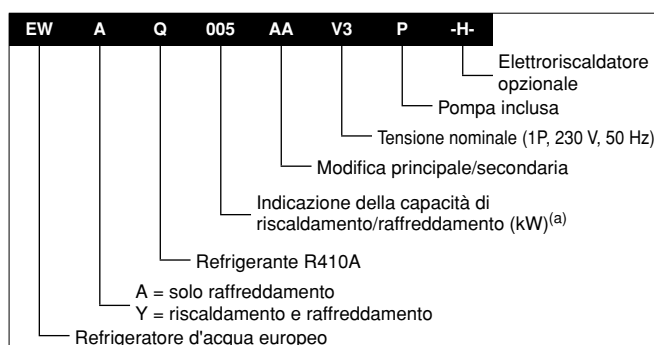 EW A Q 005 AA V3 P -H-
Elettroriscaldatore
opzionale
Pompa inclusa
Tensione nominale (1P, 230 V, 50 Hz)
Modifica principale/secondaria
Indicazione della capacità di
riscaldamento/raffreddamento (kW)(a)
Refrigerante R410A
A = solo raffreddamento
Y = riscaldamento e raffreddamento
Refrigeratore d'acqua europeo